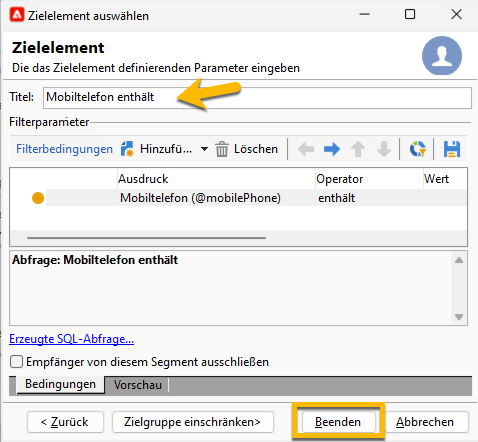 Zielelement auswählen
Zielelement
Die das Zielelement definierenden Parameter eingeben
Titel: Mobiltelefon enthält
Filterparameter
Filterbedingungen Hinzufü... Löschen
Ausdruck Operator Wert
Mobiltelefon (@mobilePhone) enthält
Abfrage: Mobiltelefon enthält
Erzeugte SQL-Abfrage...
Empfänger von diesem Segment ausschließen
Bedingungen Vorschau
< Zurück Zielgruppe einschränken> Beenden Abbrechen